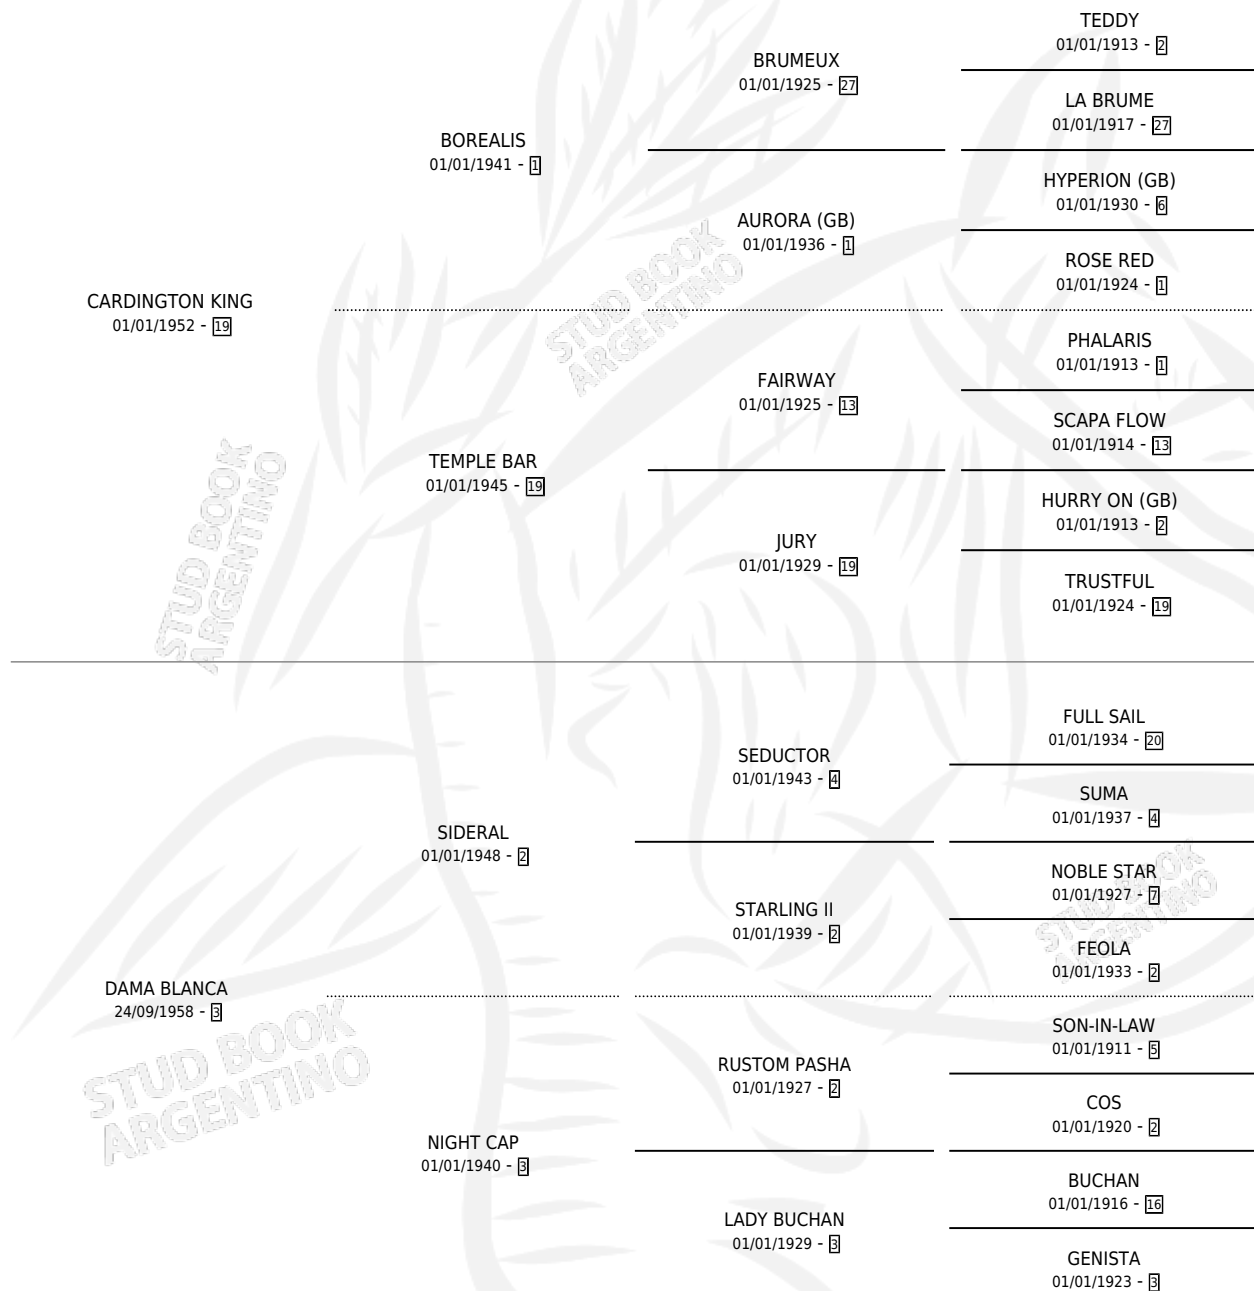 TEDDY
01/01/1913 - 2
BRUMEUX
01/01/1925 - 27
LA BRUME
01/01/1917 - 27
BOREALIS
01/01/1941 - 1
HYPERION (GB)
01/01/1930 - 6
AURORA (GB)
01/01/1936 - 1
ROSE RED
01/01/1924 - 1
CARDINGTON KING
01/01/1952 - 19
PHALARIS
01/01/1913 - 1
FAIRWAY
01/01/1925 - 13
SCAPA FLOW
01/01/1914 - 13
TEMPLE BAR
01/01/1945 - 19
HURRY ON (GB)
01/01/1913 - 2
JURY
01/01/1929 - 19
TRUSTFUL
01/01/1924 - 19
FULL SAIL
01/01/1934 - 20
SEDUCTOR
01/01/1943 - 4
SUMA
01/01/1937 - 4
SIDERAL
01/01/1948 - 2
NOBLE STAR
01/01/1927 - 7
STARLING II
01/01/1939 - 2
FEOLA
01/01/1933 - 2
DAMA BLANCA
24/09/1958 - 3
SON-IN-LAW
01/01/1911 - 5
RUSTOM PASHA
01/01/1927 - 2
COS
01/01/1920 - 2
NIGHT CAP
01/01/1940 - 3
BUCHAN
01/01/1916 - 16
LADY BUCHAN
01/01/1929 - 3
GENISTA
01/01/1923 - 3
STUD BOOK
ARGENTINO
STUD BOOK
ARGENTINO
STUD BOOK
ARGENTINO
STUD BOOK
ARGENTINO